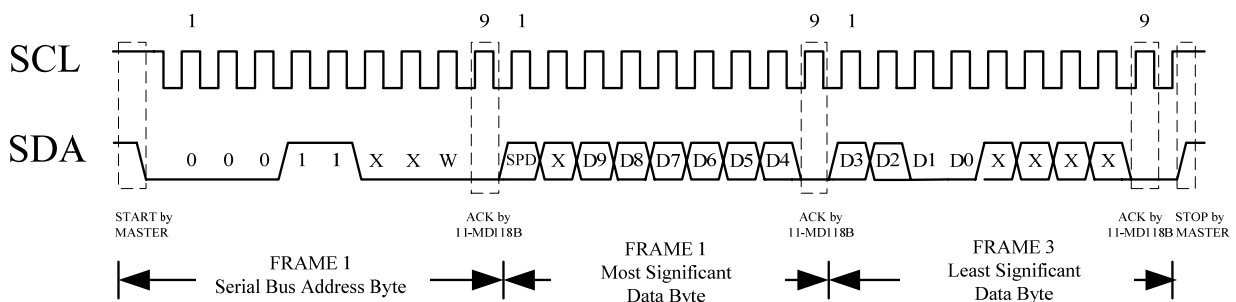 1 9 1 9 1 9
SCL
SDA
0 0 0 1 1 X X W SPD X D9 D8 D7 D6 D5 D4 D3 D2 D1 D0 X X X X
START by
MASTER
ACK by
11-MD118B
ACK by
11-MD118B
ACK by
11-MD118B
STOP by
MASTER
FRAME 1
Serial Bus Address Byte
FRAME 1
Most Significant
Data Byte
FRAME 3
Least Significant
Data Byte